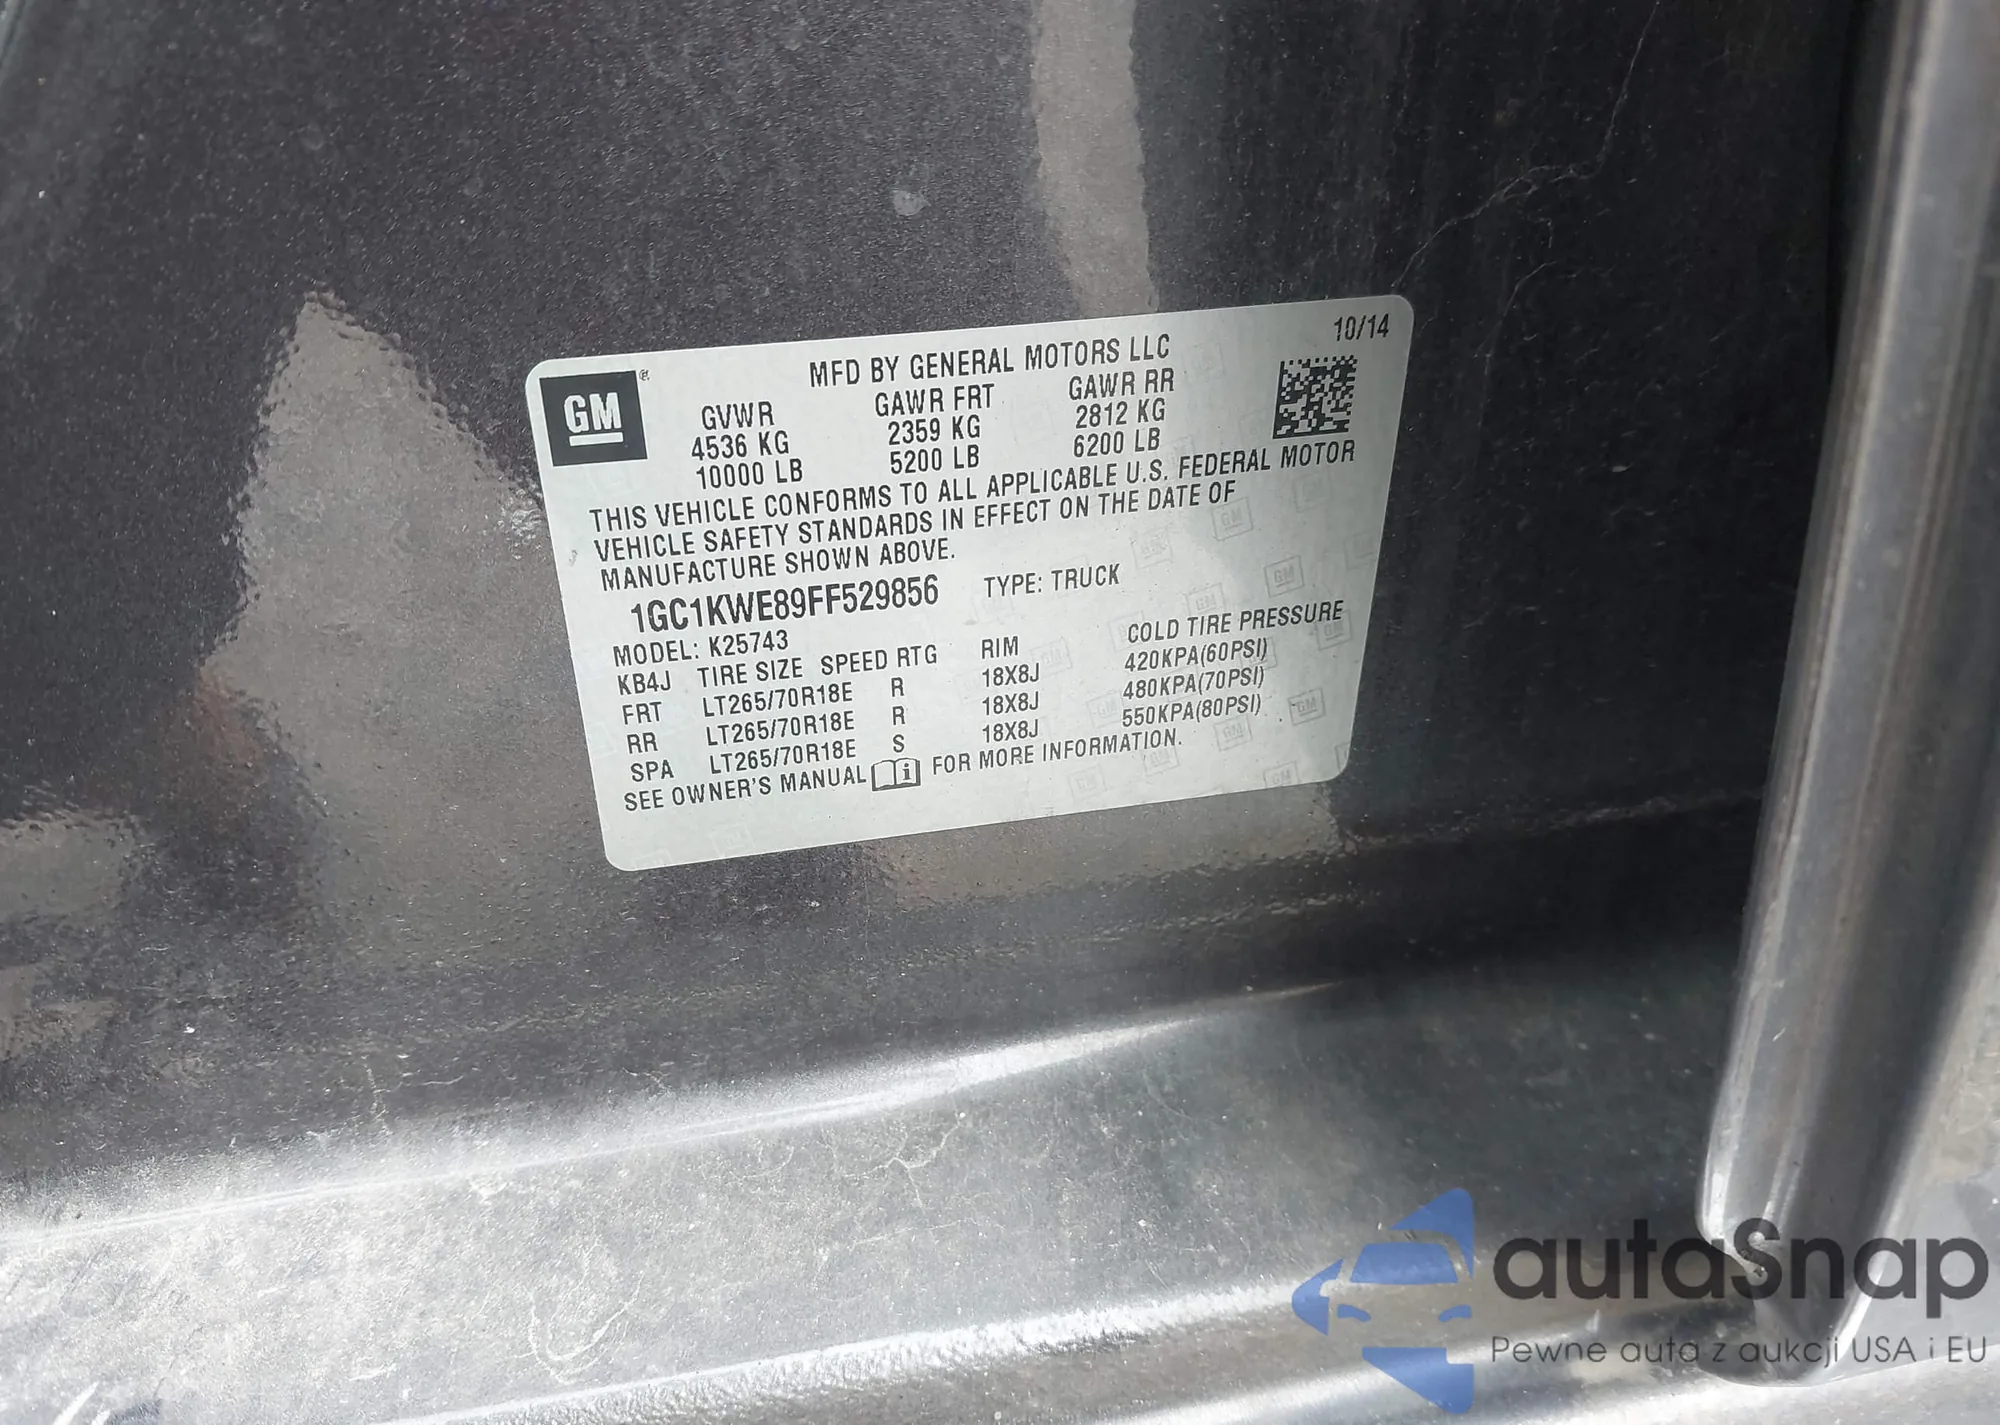 10/14
MFD BY GENERAL MOTORS LLC
GM ®
GVWR GAWR FRT GAWR RR
4536 KG 2359 KG 2812 KG
10000 LB 5200 LB 6200 LB
THIS VEHICLE CONFORMS TO ALL APPLICABLE U.S. FEDERAL MOTOR
VEHICLE SAFETY STANDARDS IN EFFECT ON THE DATE OF
MANUFACTURE SHOWN ABOVE.
1GC1KWE89FF529856 TYPE: TRUCK
MODEL: K25743
KB4J TIRE SIZE SPEED RTG RIM COLD TIRE PRESSURE
FRT LT265/70R18E R 18X8J 420KPA(60PSI)
RR LT265/70R18E R 18X8J 480KPA(70PSI)
SPA LT265/70R18E S 18X8J 550KPA(80PSI)
SEE OWNER'S MANUAL i FOR MORE INFORMATION.
autaSnap
Pewne auta z aukcji USA i EU